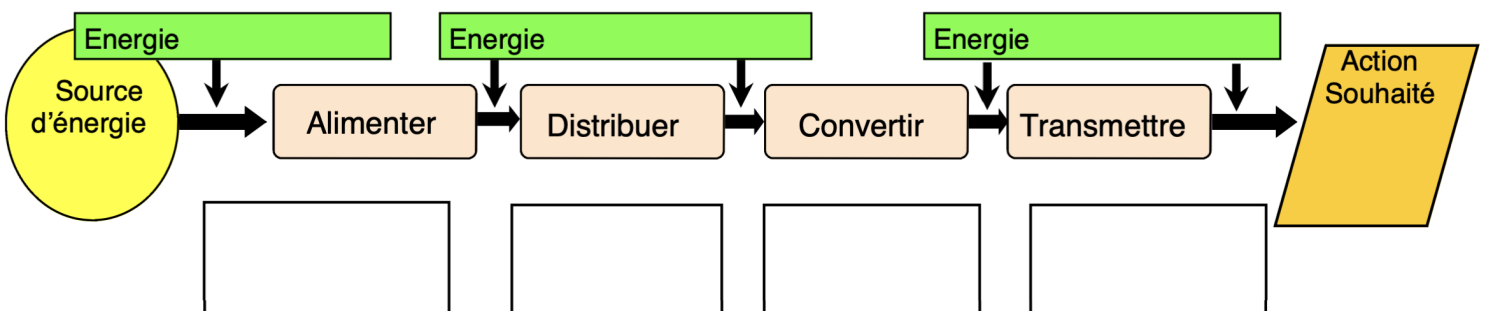 Energie
Energie
Energie
Source
d'énergie
Alimenter
Distribuer
Convertir
Transmettre
Action
Souhaité